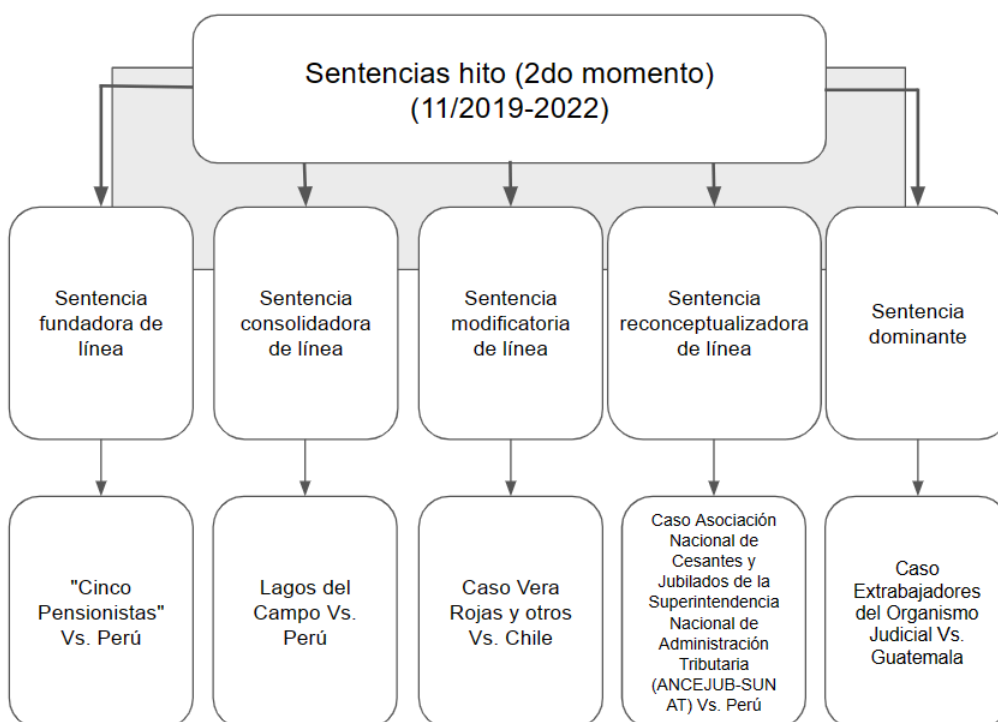 Sentencias hito (2do momento)
(11/2019-2022)
Sentencia
fundadora de
línea
Sentencia
consolidadora
de línea
Sentencia
modificatoria
de línea
Sentencia
reconceptualizadora
de línea
Sentencia
dominante
"Cinco
Pensionistas"
Vs. Perú
Lagos del
Campo Vs.
Perú
Caso Vera
Rojas y otros
Vs. Chile
Caso Asociación
Nacional de
Cesantes y
Jubilados de la
Superintendencia
Nacional de
Administración
Tributaria
(ANCEJUB-SUN
AT) Vs. Perú
Caso
Extrabajadores
del Organismo
Judicial Vs.
Guatemala